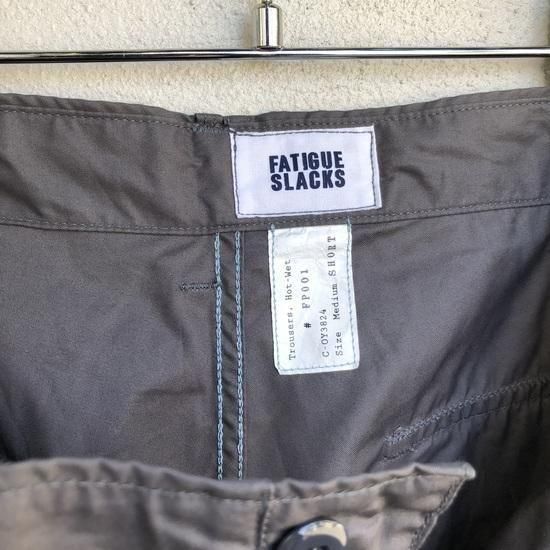 FATIGUE
SLACKS
Trousers, Hot-Wet
# FP001
C-OY3824
Size Medium SHORT